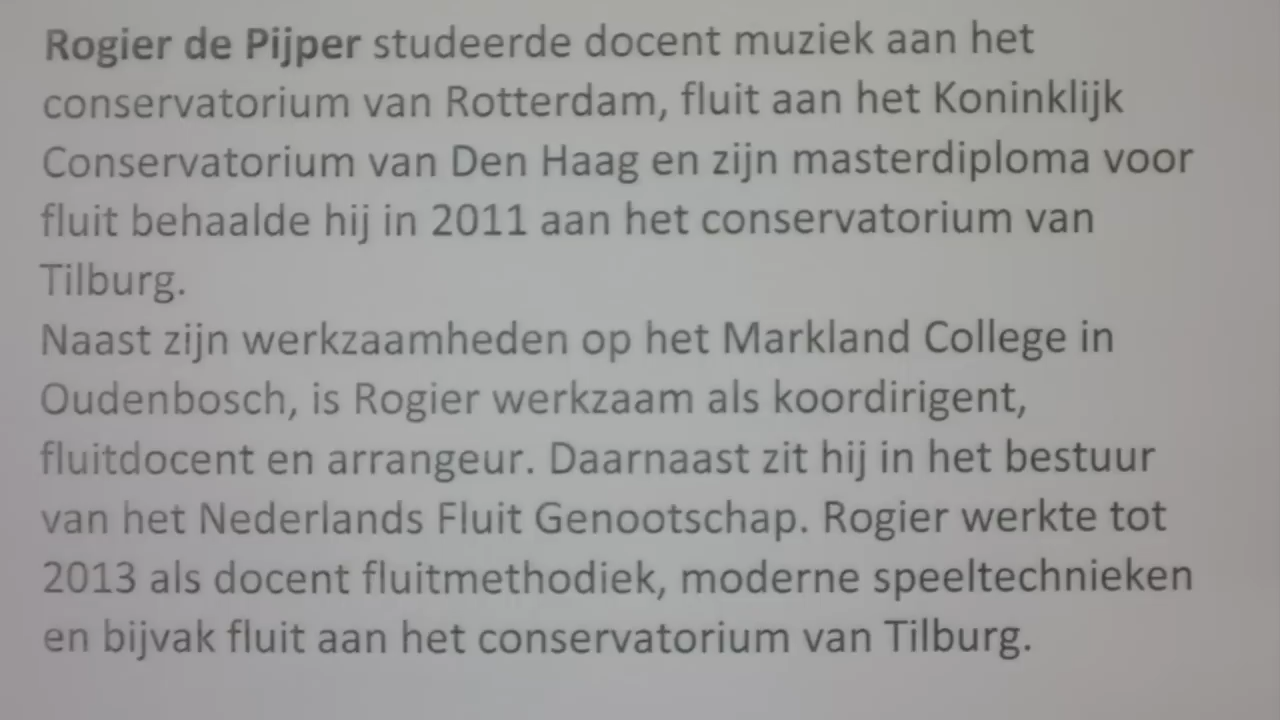 Rogier de Pijper studeerde docent muziek aan het
conservatorium van Rotterdam, fluit aan het Koninklijk
Conservatorium van Den Haag en zijn masterdiploma voor
fluit behaalde hij in 2011 aan het conservatorium van
Tilburg.
Naast zijn werkzaamheden op het Markland College in
Oudenbosch, is Rogier werkzaam als koordirigent,
fluitdocent en arrangeur. Daarnaast zit hij in het bestuur
van het Nederlands Fluit Genootschap. Rogier werkte tot
2013 als docent fluitmethodiek, moderne speeltechnieken
en bijvak fluit aan het conservatorium van Tilburg.